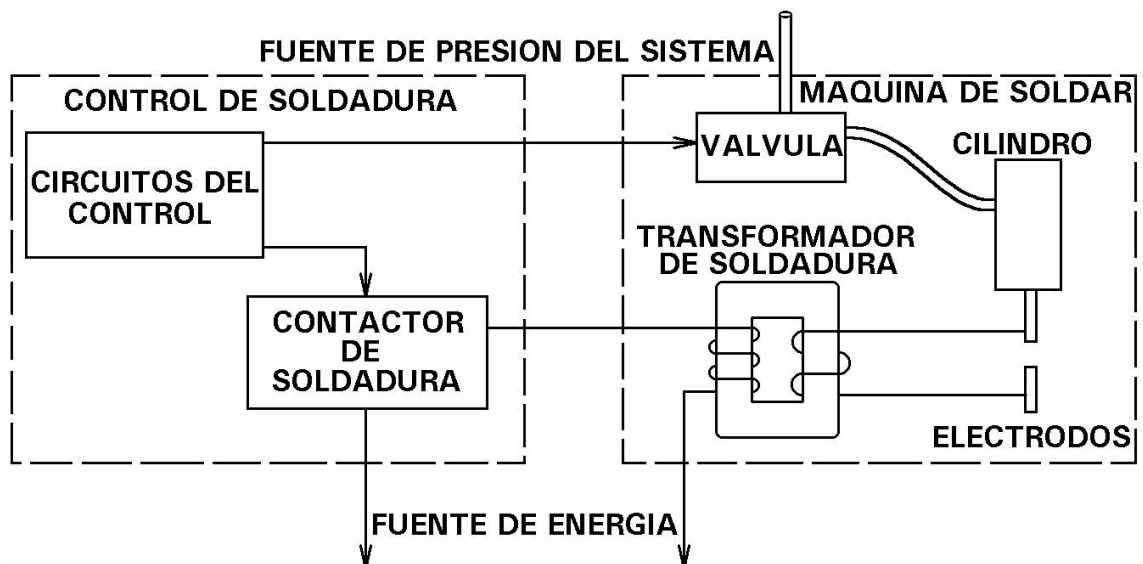 FUENTE DE PRESION DEL SISTEMA
CONTROL DE SOLDADURA
MAQUINA DE SOLDAR
CIRCUITOS DEL
CONTROL
VALVULA
CILINDRO
TRANSFORMADOR
DE SOLDADURA
CONTACTOR
DE
SOLDADURA
ELECTRODOS
FUENTE DE ENERGIA